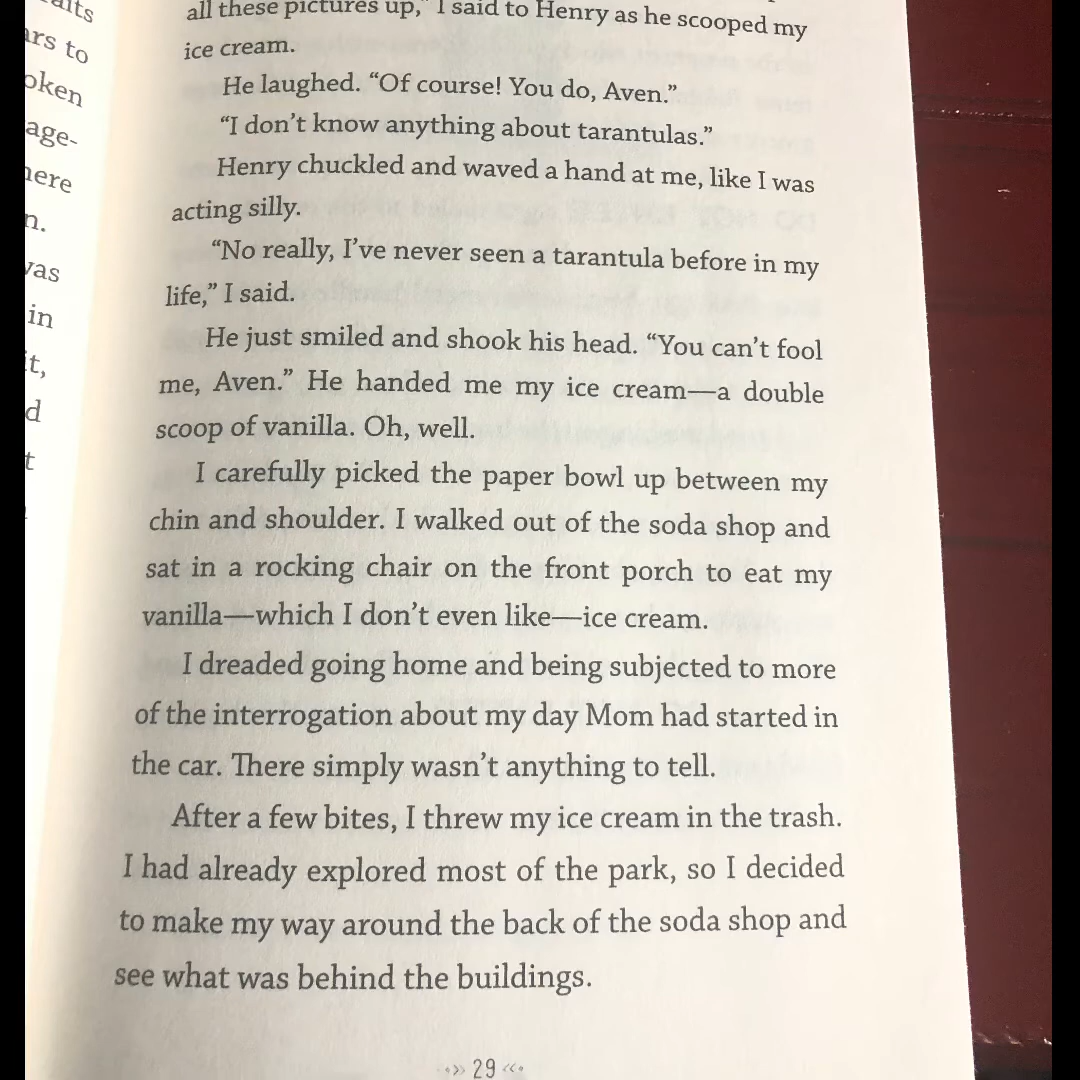 aits
ars to
oken
age-
here
n.
was
in
t,
d
t
all these pictures up,” I said to Henry as he scooped my
ice cream.
He laughed. “Of course! You do, Aven.”
“I don’t know anything about tarantulas.”
Henry chuckled and waved a hand at me, like I was
acting silly.
“No really, I’ve never seen a tarantula before in my
life,” I said.
He just smiled and shook his head. “You can’t fool
me, Aven.” He handed me my ice cream—a double
scoop of vanilla. Oh, well.
I carefully picked the paper bowl up between my
chin and shoulder. I walked out of the soda shop and
sat in a rocking chair on the front porch to eat my
vanilla—which I don’t even like—ice cream.
I dreaded going home and being subjected to more
of the interrogation about my day Mom had started in
the car. There simply wasn’t anything to tell.
After a few bites, I threw my ice cream in the trash.
I had already explored most of the park, so I decided
to make my way around the back of the soda shop and
see what was behind the buildings.
29